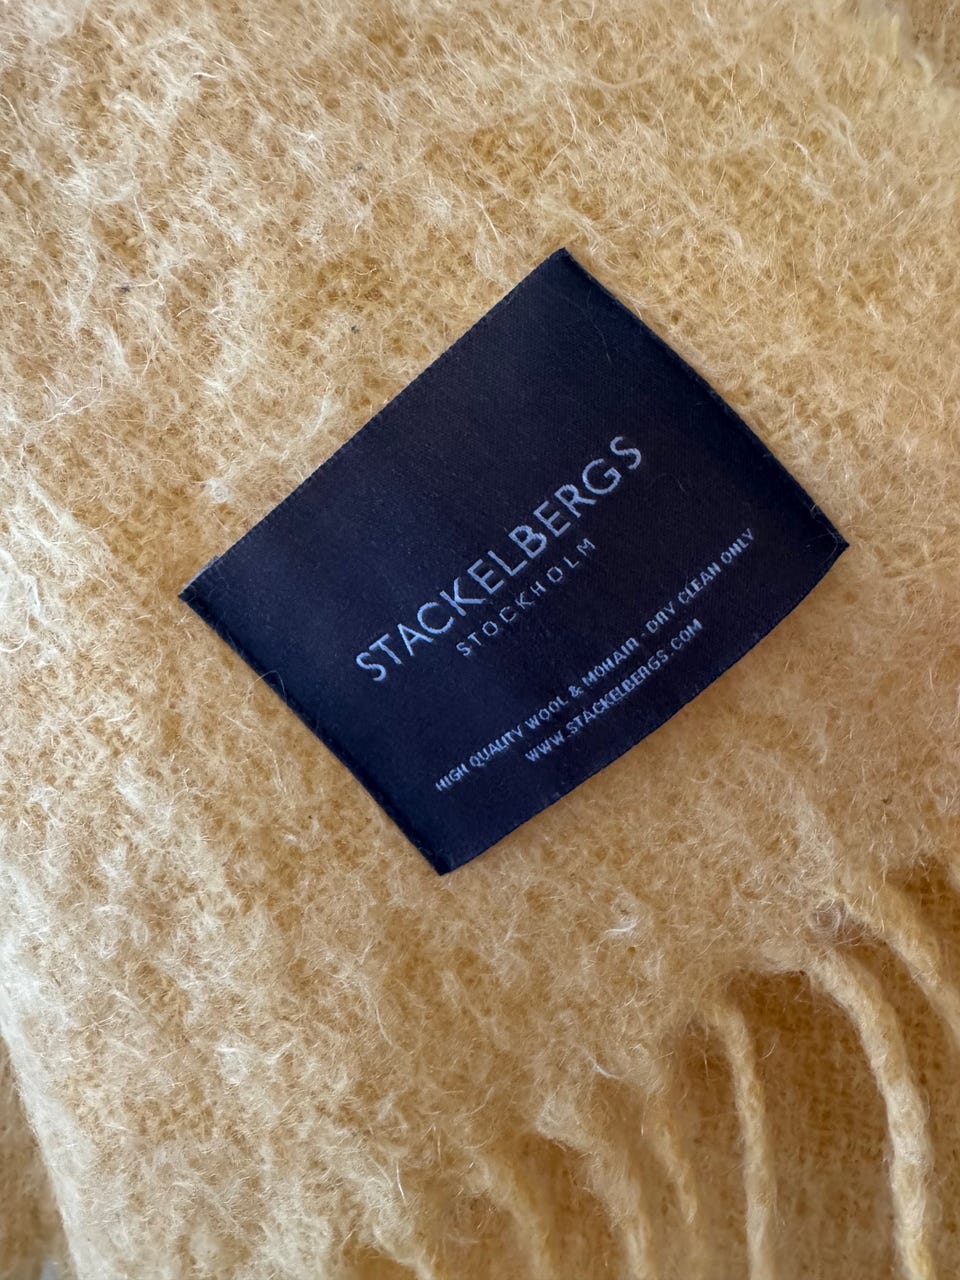 STACKELBERGS
STOCKHOLM
HIGH QUALITY WOOL & MOHAIR - DRY CLEAN ONLY
WWW.STACKELBERGS.COM